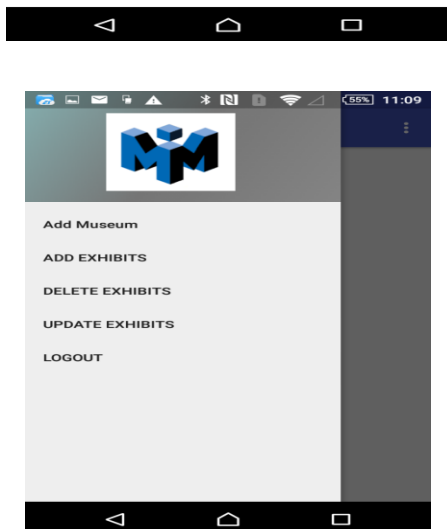 55% 11:09
Add Museum
ADD EXHIBITS
DELETE EXHIBITS
UPDATE EXHIBITS
LOGOUT